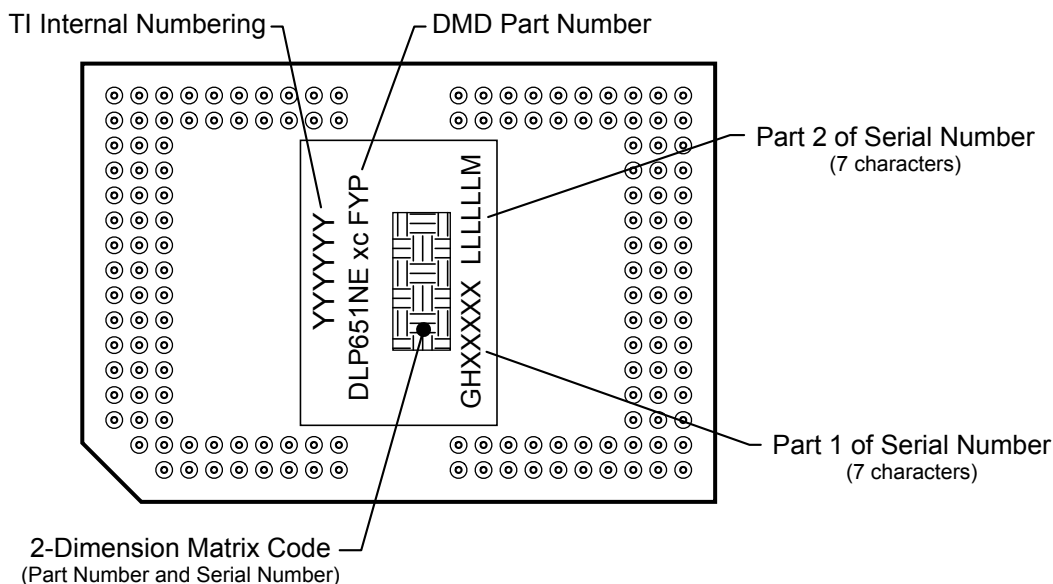 TI Internal Numbering
DMD Part Number
Part 2 of Serial Number
(7 characters)
YYYYYYY
DLP651NE xc FYP
GHXXXXX LLLLLLM
Part 1 of Serial Number
(7 characters)
2-Dimension Matrix Code
(Part Number and Serial Number)